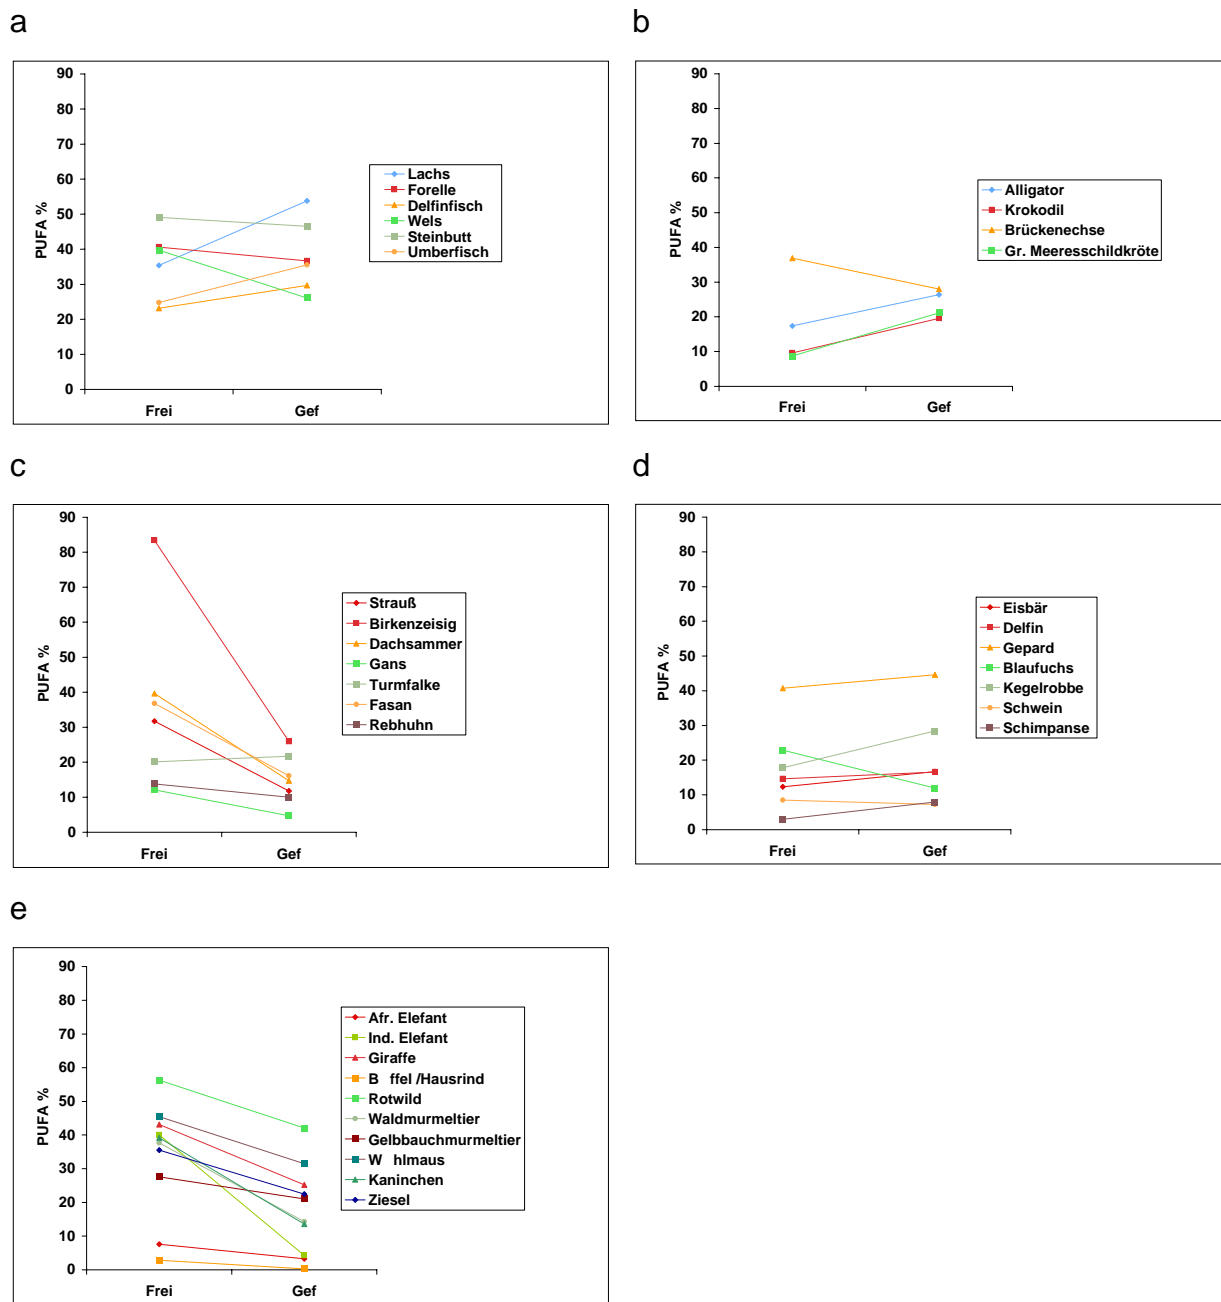 a
PUFA %
90
80
70
60
50
40
30
20
10
0
Frei
Gef
Lachs
Forelle
Delfinfisch
Wels
Steinbutt
Umberfisch
b
PUFA %
90
80
70
60
50
40
30
20
10
0
Frei
Gef
Alligator
Krokodil
Brückenechse
Gr. Meeresschildkröte
c
PUFA %
90
80
70
60
50
40
30
20
10
0
Frei
Gef
Strauß
Birkenzeisig
Dachsammer
Gans
Turmfalke
Fasan
Rebhuhn
d
PUFA %
90
80
70
60
50
40
30
20
10
0
Frei
Gef
Eisbär
Delfin
Gepard
Blaufuchs
Kegelrobbe
Schwein
Schimpanse
e
PUFA %
90
80
70
60
50
40
30
20
10
0
Frei
Gef
Afr. Elefant
Ind. Elefant
Giraffe
B ffel /Hausrind
Rotwild
Waldmurmeltier
Gelbbauchmurmeltier
W hlmaus
Kaninchen
Ziesel